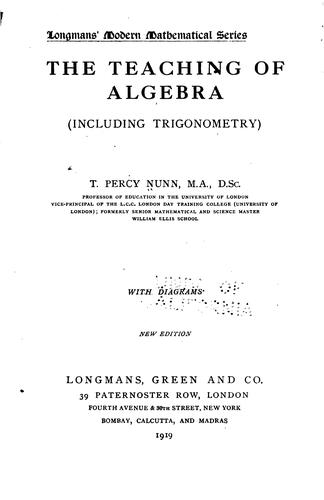 Longmans' Modern Mathematical Series
THE TEACHING OF
ALGEBRA
(INCLUDING TRIGONOMETRY)
T. PERCY NUNN, M.A., D.Sc.
PROFESSOR OF EDUCATION IN THE UNIVERSITY OF LONDON
VICE-PRINCIPAL OF THE L.C.C. LONDON DAY TRAINING COLLEGE (UNIVERSITY OF
LONDON); FORMERLY SENIOR MATHEMATICAL AND SCIENCE MASTER
WILLIAM ELLIS SCHOOL
WITH DIAGRAMS
NEW EDITION
LONGMANS, GREEN AND CO.
39 PATERNOSTER ROW, LONDON
FOURTH AVENUE & 30TH STREET, NEW YORK
BOMBAY, CALCUTTA, AND MADRAS
1919